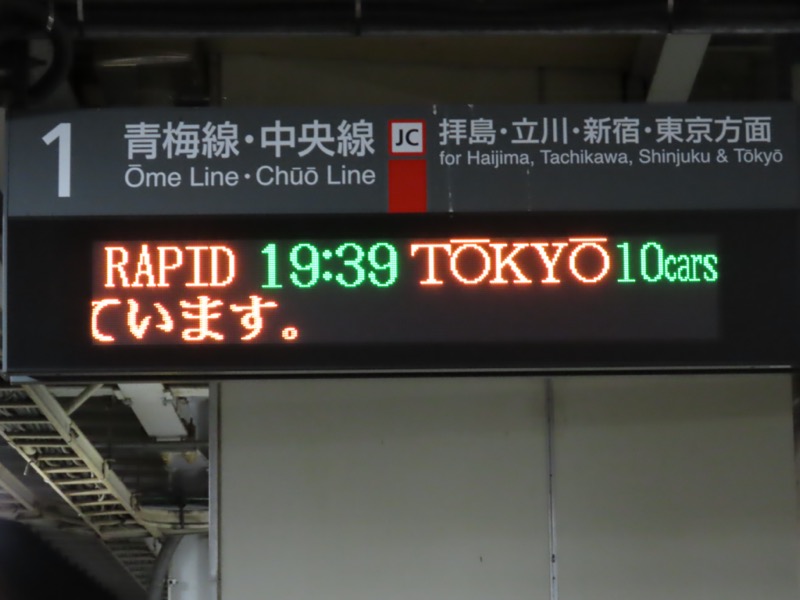 1
青梅線・中央線
Ōme Line・Chūō Line
JC
拝島・立川・新宿・東京方面
for Haijima, Tachikawa, Shinjuku & Tōkyō
RAPID 19:39 TŌKYŌ 10cars
ています。